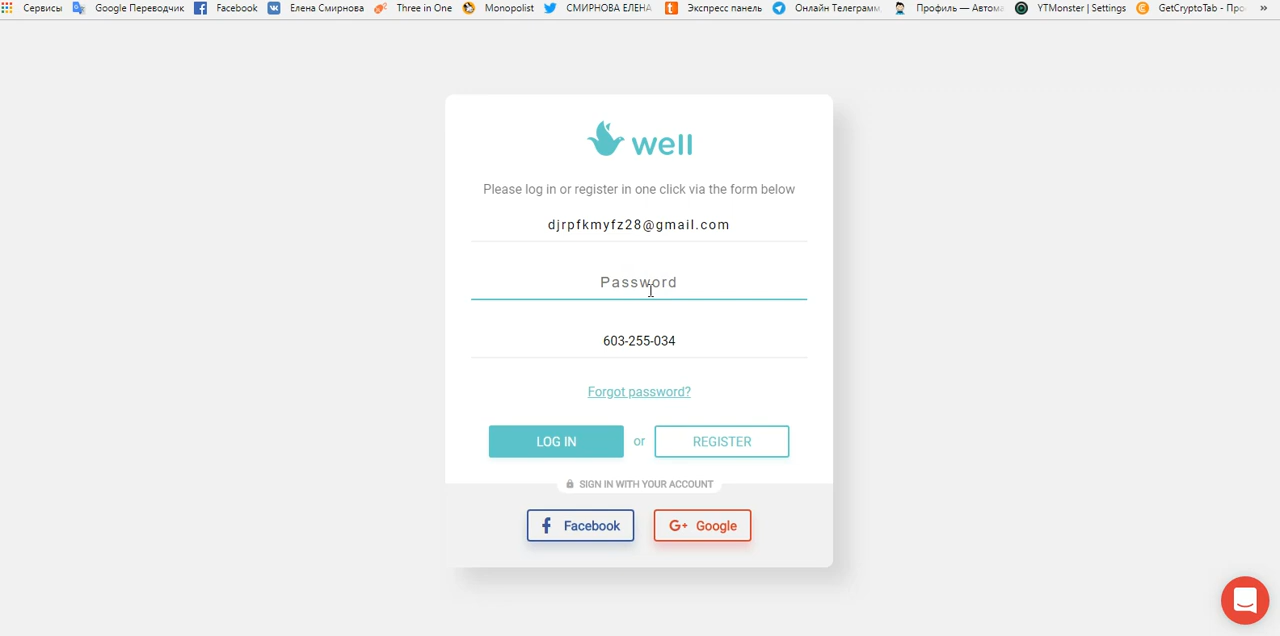 Сервисы Google Переводчик Facebook Елена Смирнова Three in One Monopolist СМИРНОВА ЕЛЕНА Экспресс панель Онлайн Телеграмм Профиль — Автома YTMonster | Settings GetCryptoTab - Про »
well
Please log in or register in one click via the form below
djrpfkmyfz28@gmail.com
Password
603-255-034
Forgot password?
LOG IN or REGISTER
SIGN IN WITH YOUR ACCOUNT
Facebook G+ Google